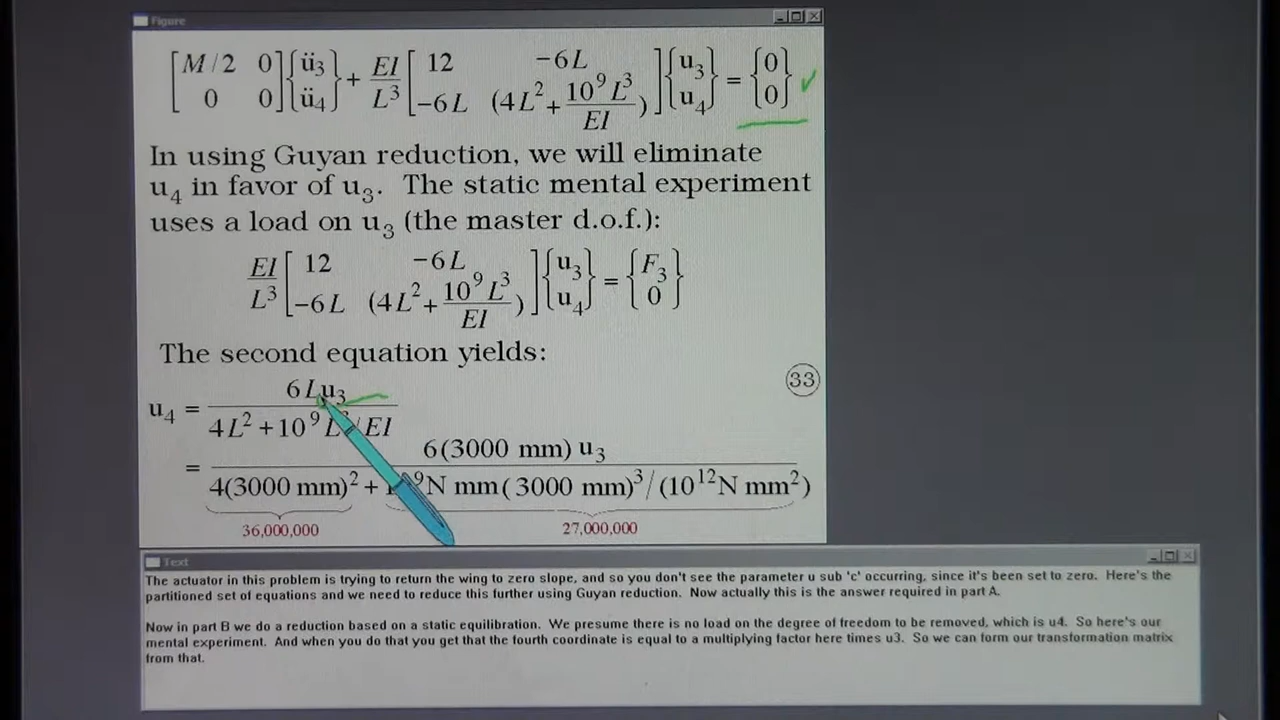 Figure
[M/2 0; 0 0]{ü₃; ü₄} + EI/L³ [12 −6L; −6L (4L² + 10⁹L³/EI)]{u₃; u₄} = {0; 0} ✓
In using Guyan reduction, we will eliminate
u₄ in favor of u₃. The static mental experiment
uses a load on u₃ (the master d.o.f.):
EI/L³ [12 −6L; −6L (4L² + 10⁹L³/EI)]{u₃; u₄} = {F₃; 0}
The second equation yields:
33
u₄ = 6Lu₃
4L² + 10⁹ L /EI
= 6(3000 mm) u₃
4(3000 mm)² + ⁹N mm(3000 mm)³/(10¹²N mm²)
36,000,000 27,000,000
Text
The actuator in this problem is trying to return the wing to zero slope, and so you don't see the parameter u sub 'c' occurring, since it's been set to zero. Here's the
partitioned set of equations and we need to reduce this further using Guyan reduction. Now actually this is the answer required in part A.
Now in part B we do a reduction based on a static equilibration. We presume there is no load on the degree of freedom to be removed, which is u4. So here's our
mental experiment. And when you do that you get that the fourth coordinate is equal to a multiplying factor here times u3. So we can form our transformation matrix
from that.